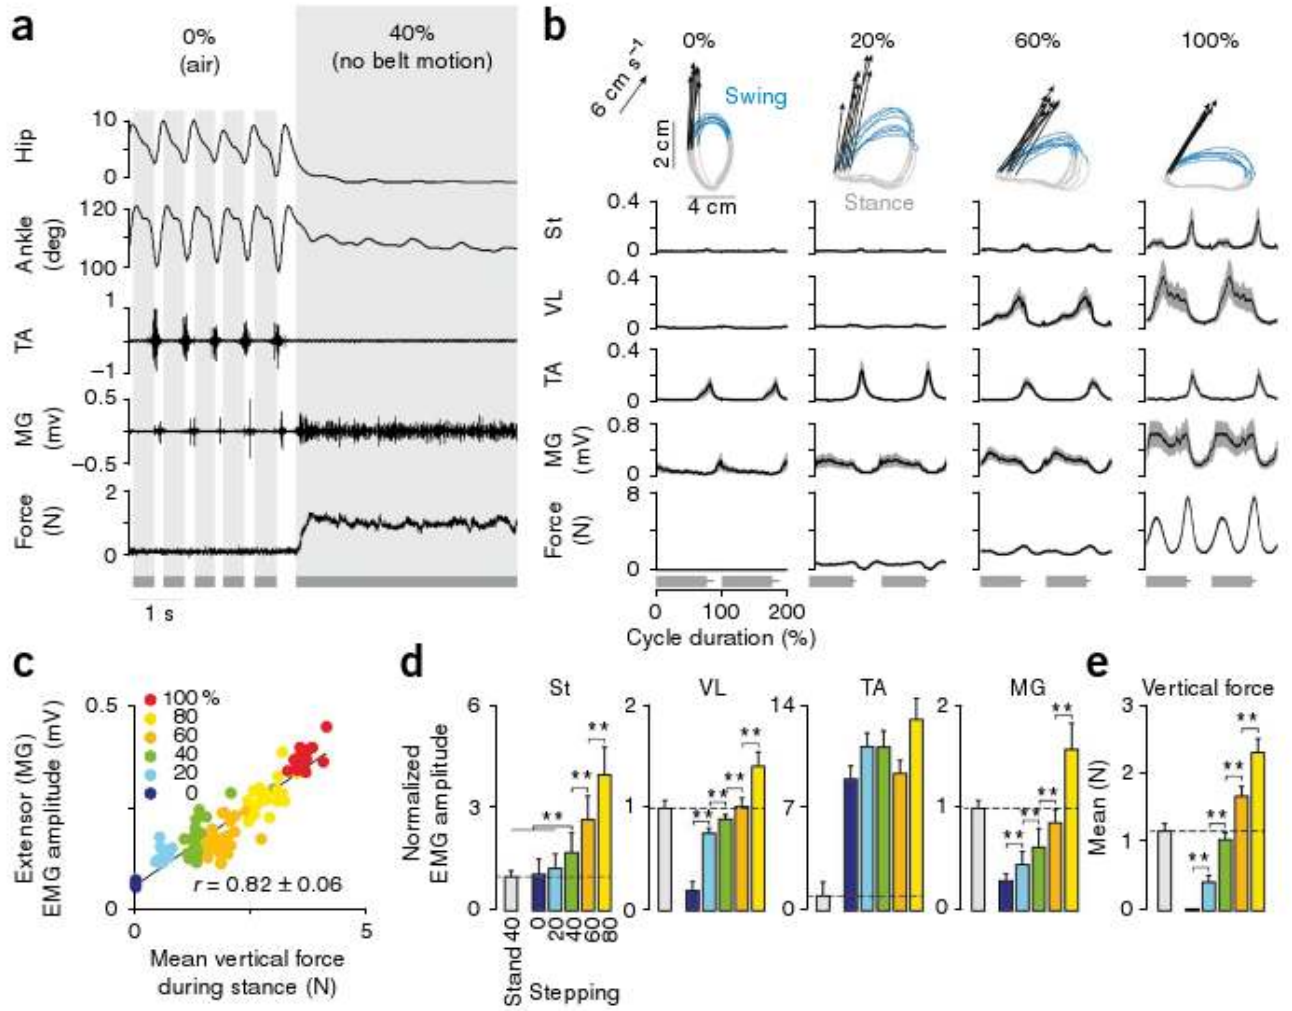 a
0%
(air)
40%
(no belt motion)
Hip
10
0
Ankle
(deg)
120
100
TA
1
−1
MG
(mv)
0.5
−0.5
Force
(N)
2
0
1 s
b
0%
20%
60%
100%
6 cm s−1
Swing
2 cm
4 cm
Stance
St
0.4
0
VL
0.4
0
TA
0.4
0
MG
(mV)
0.8
0
Force
(N)
8
0
0
100
200
Cycle duration (%)
c
Extensor (MG)
EMG amplitude (mV)
0.5
0
100 %
80
60
40
20
0
r = 0.82 ± 0.06
0
5
Mean vertical force
during stance (N)
d
Normalized
EMG amplitude
St
6
3
0
**
**
**
Stand 40
0
20
40
60
80
Stepping
VL
2
1
0
**
**
**
**
TA
14
7
0
MG
2
1
0
**
**
**
**
e
Vertical force
Mean (N)
3
2
1
0
**
**
**
**